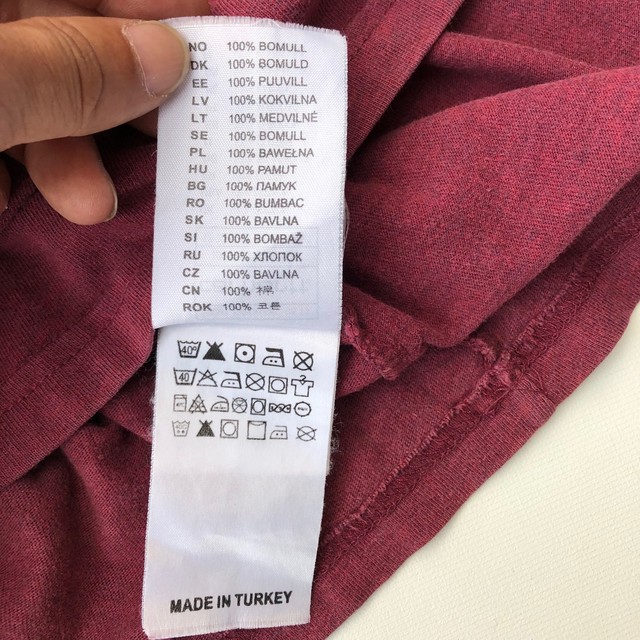 NO 100% BOMULL
DK 100% BOMULD
EE 100% PUUVILL
LV 100% KOKVILNA
LT 100% MEDVILNĖ
SE 100% BOMULL
PL 100% BAWEŁNA
HU 100% PAMUT
BG 100% ПАМУК
RO 100% BUMBAC
SK 100% BAVLNA
SI 100% BOMBAŽ
RU 100% ХЛОПОК
CZ 100% BAVLNA
CN 100% 棉
ROK 100% 코튼
40°
40 3
MADE IN TURKEY